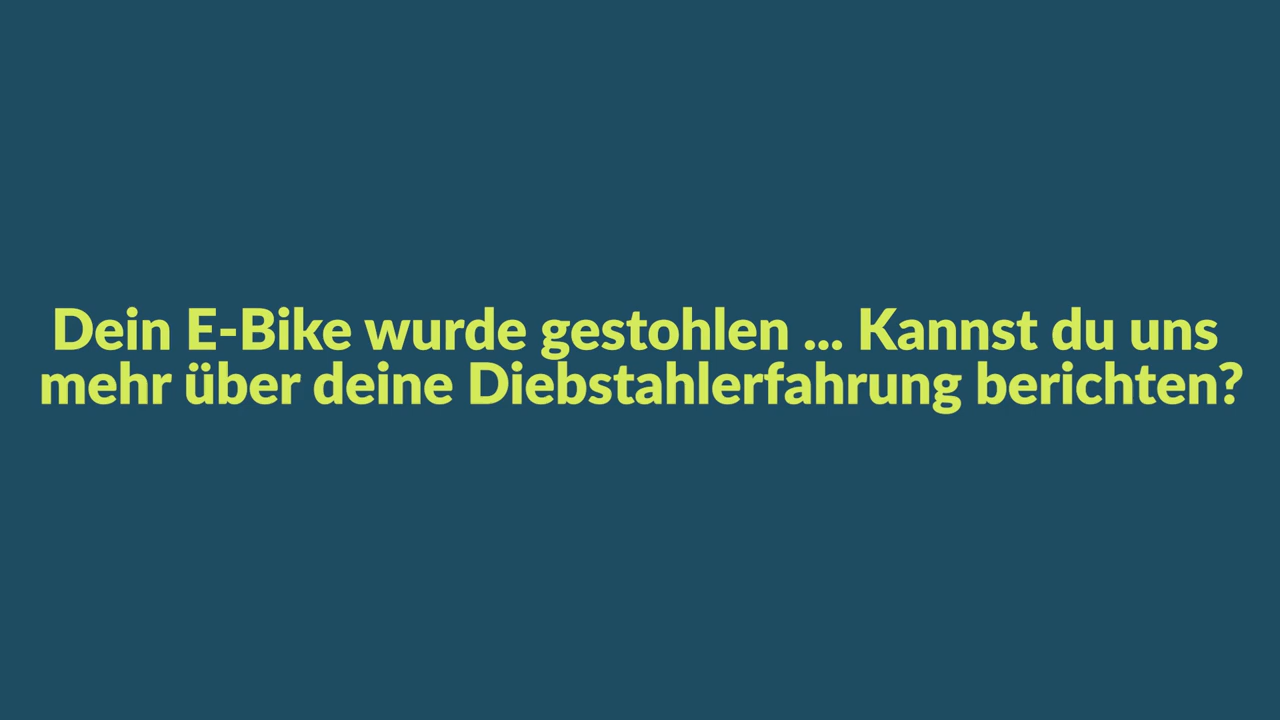 Dein E-Bike wurde gestohlen ... Kannst du uns
mehr über deine Diebstahlerfahrung berichten?